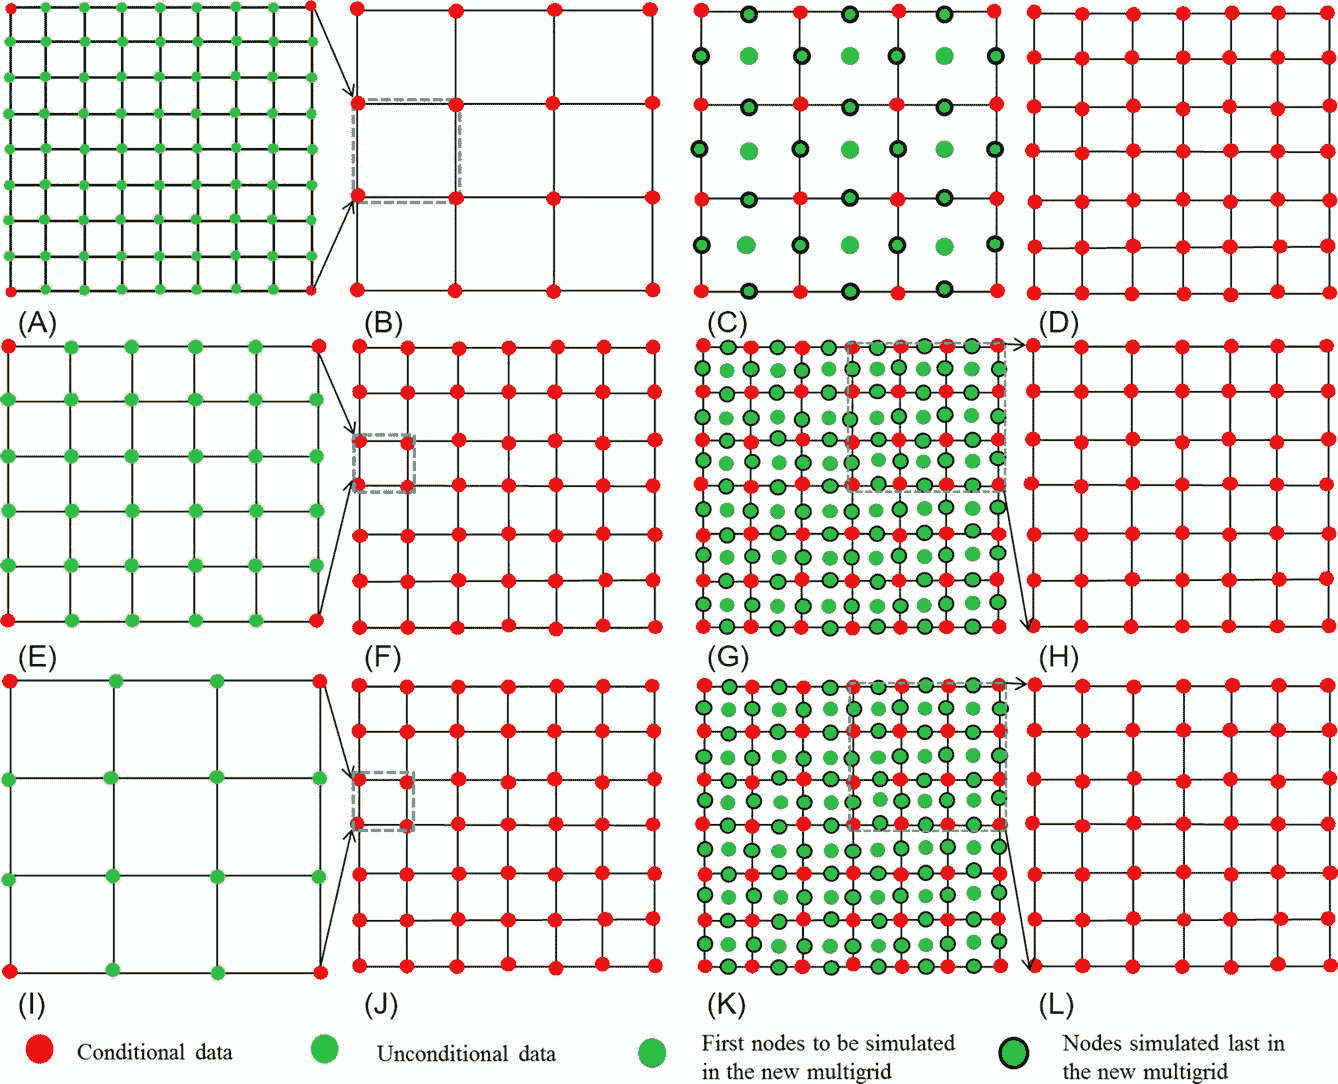 (A) (B) (C) (D)
(E) (F) (G) (H)
(I) (J) (K) (L)
Conditional data
Unconditional data
First nodes to be simulated
in the new multigrid
Nodes simulated last in
the new multigrid